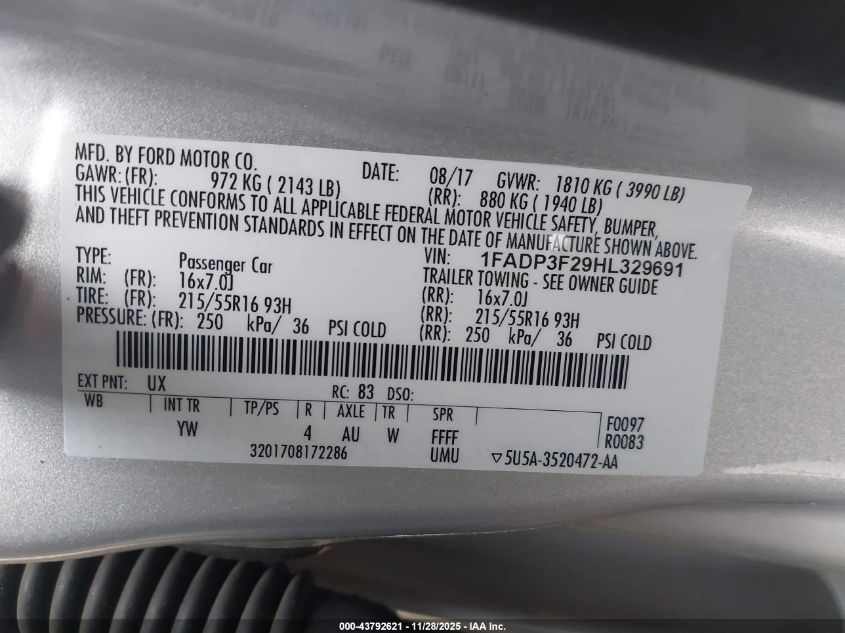 MFD. BY FORD MOTOR CO. DATE: 08/17 GVWR: 1810 KG ( 3990 LB)
GAWR: (FR): 972 KG ( 2143 LB) (RR): 880 KG ( 1940 LB)
THIS VEHICLE CONFORMS TO ALL APPLICABLE FEDERAL MOTOR VEHICLE SAFETY, BUMPER,
AND THEFT PREVENTION STANDARDS IN EFFECT ON THE DATE OF MANUFACTURE SHOWN ABOVE.
VIN: 1FADP3F29HL329691
TYPE: Passenger Car TRAILER TOWING - SEE OWNER GUIDE
RIM: (FR): 16x7.0J (RR): 16x7.0J
TIRE: (FR): 215/55R16 93H (RR): 215/55R16 93H
PRESSURE: (FR): 250 kPa/ 36 PSI COLD (RR): 250 kPa/ 36 PSI COLD
EXT PNT: UX RC: 83 DSO:
WB INT TR TP/PS R AXLE TR SPR F0097
YW 4 AU W FFFF R0083
3201708172286 UMU ▽5U5A-3520472-AA
000-43792621 - 11/28/2025 - IAA Inc.